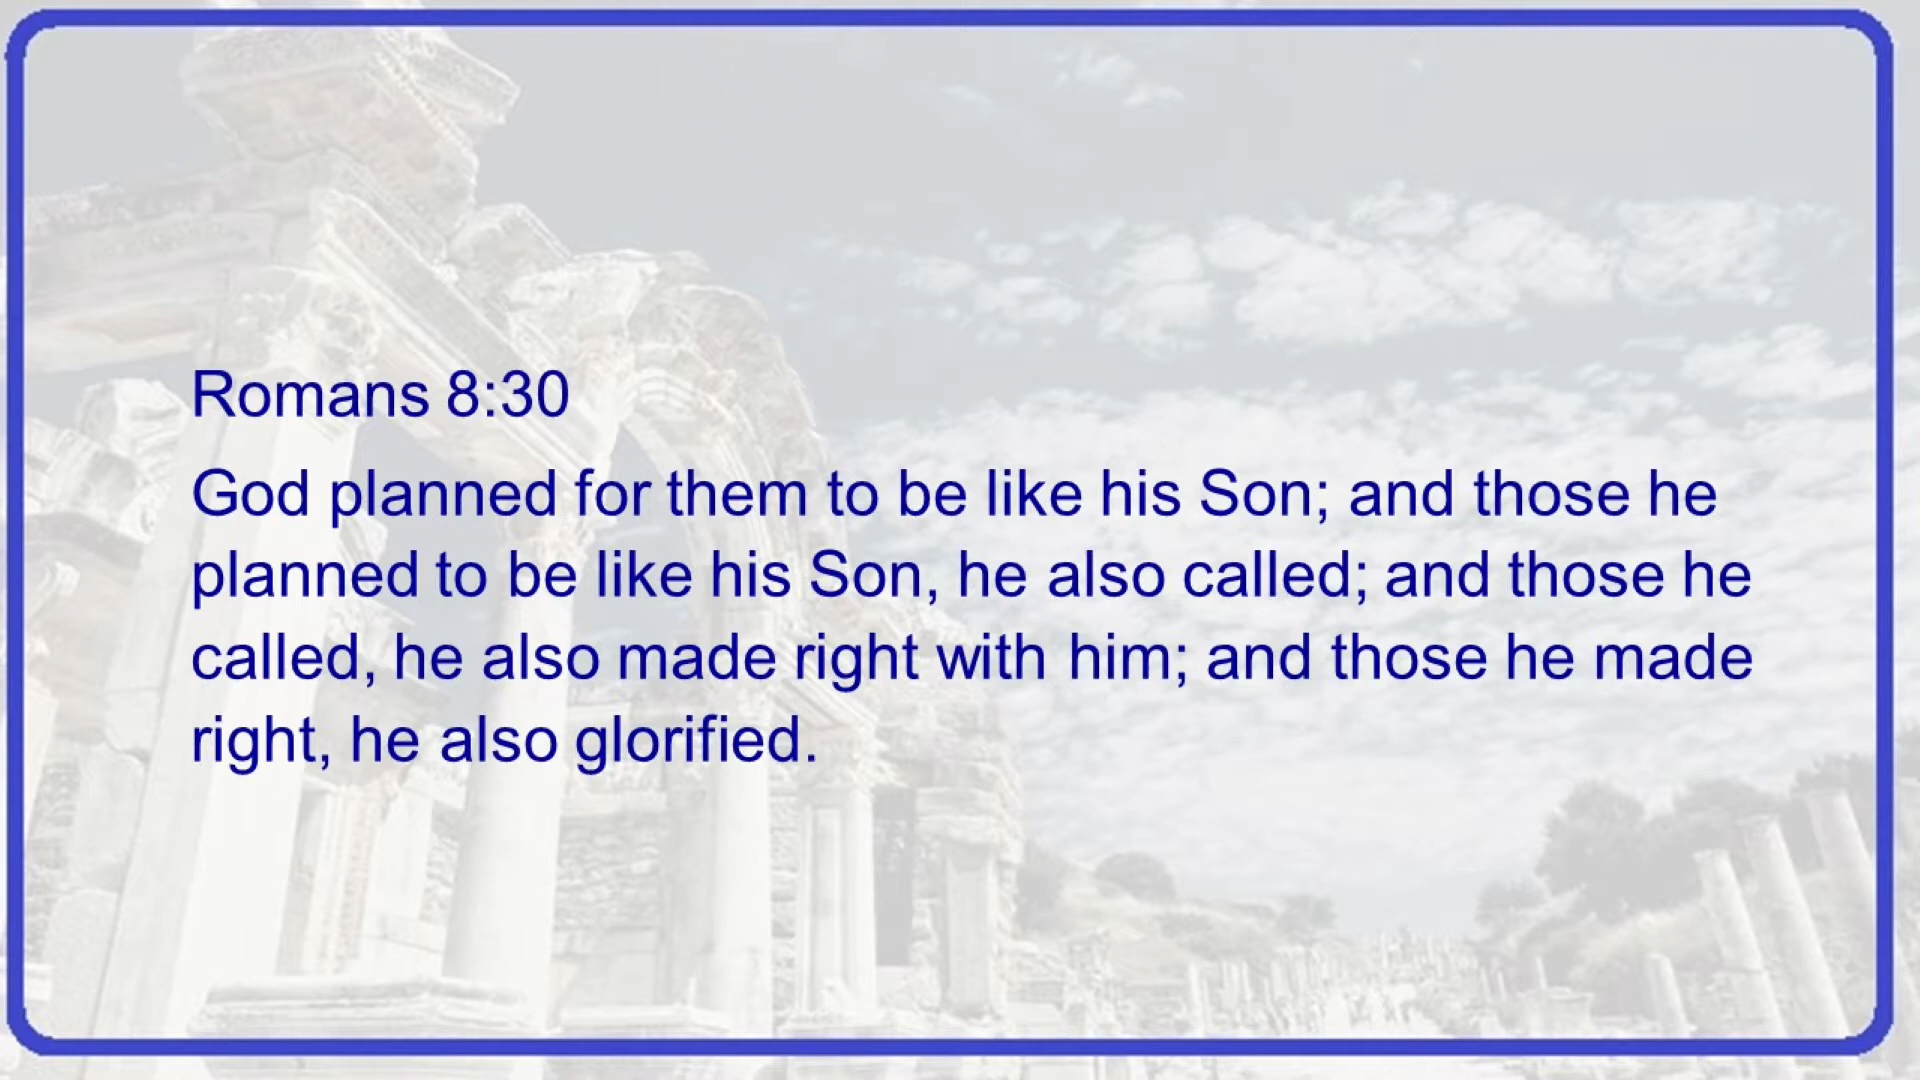 Romans 8:30
God planned for them to be like his Son; and those he
planned to be like his Son, he also called; and those he
called, he also made right with him; and those he made
right, he also glorified.